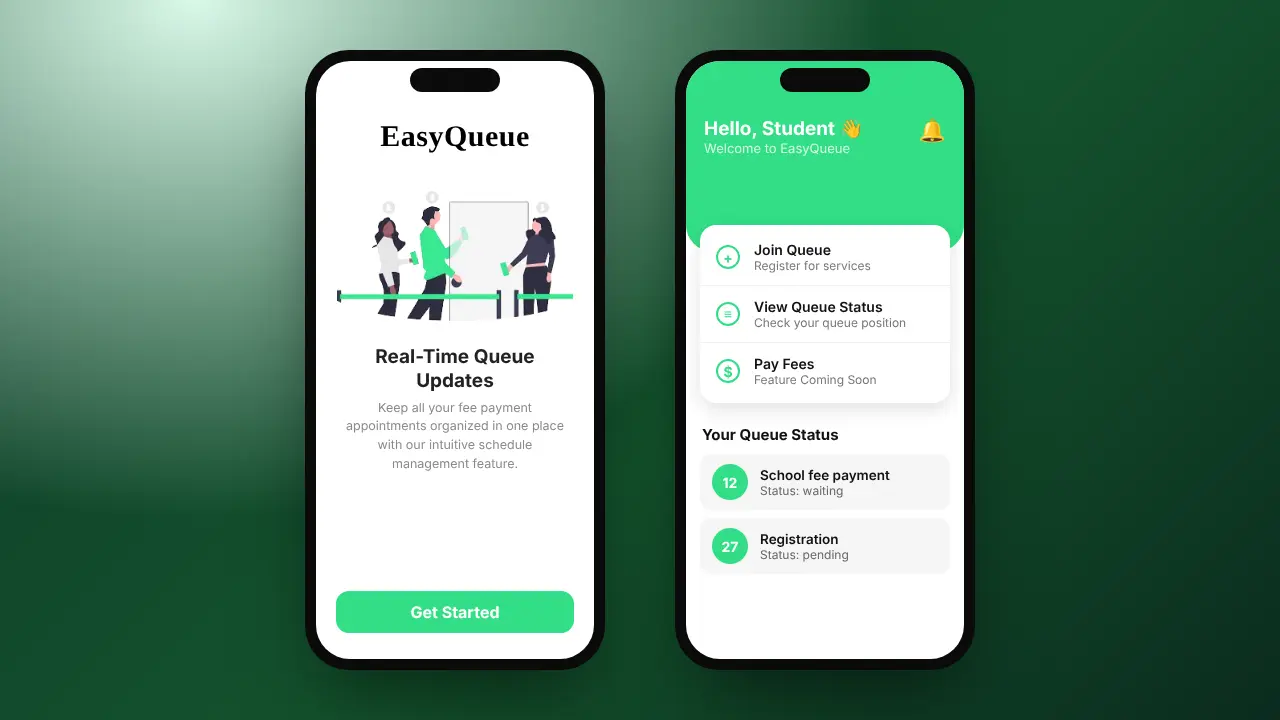 EasyQueue
Real-Time Queue
Updates
Keep all your fee payment
appointments organized in one place
with our intuitive schedule
management feature.
Get Started
Hello, Student 👋
Welcome to EasyQueue
Join Queue
Register for services
View Queue Status
Check your queue position
$
Pay Fees
Feature Coming Soon
Your Queue Status
12
School fee payment
Status: waiting
27
Registration
Status: pending